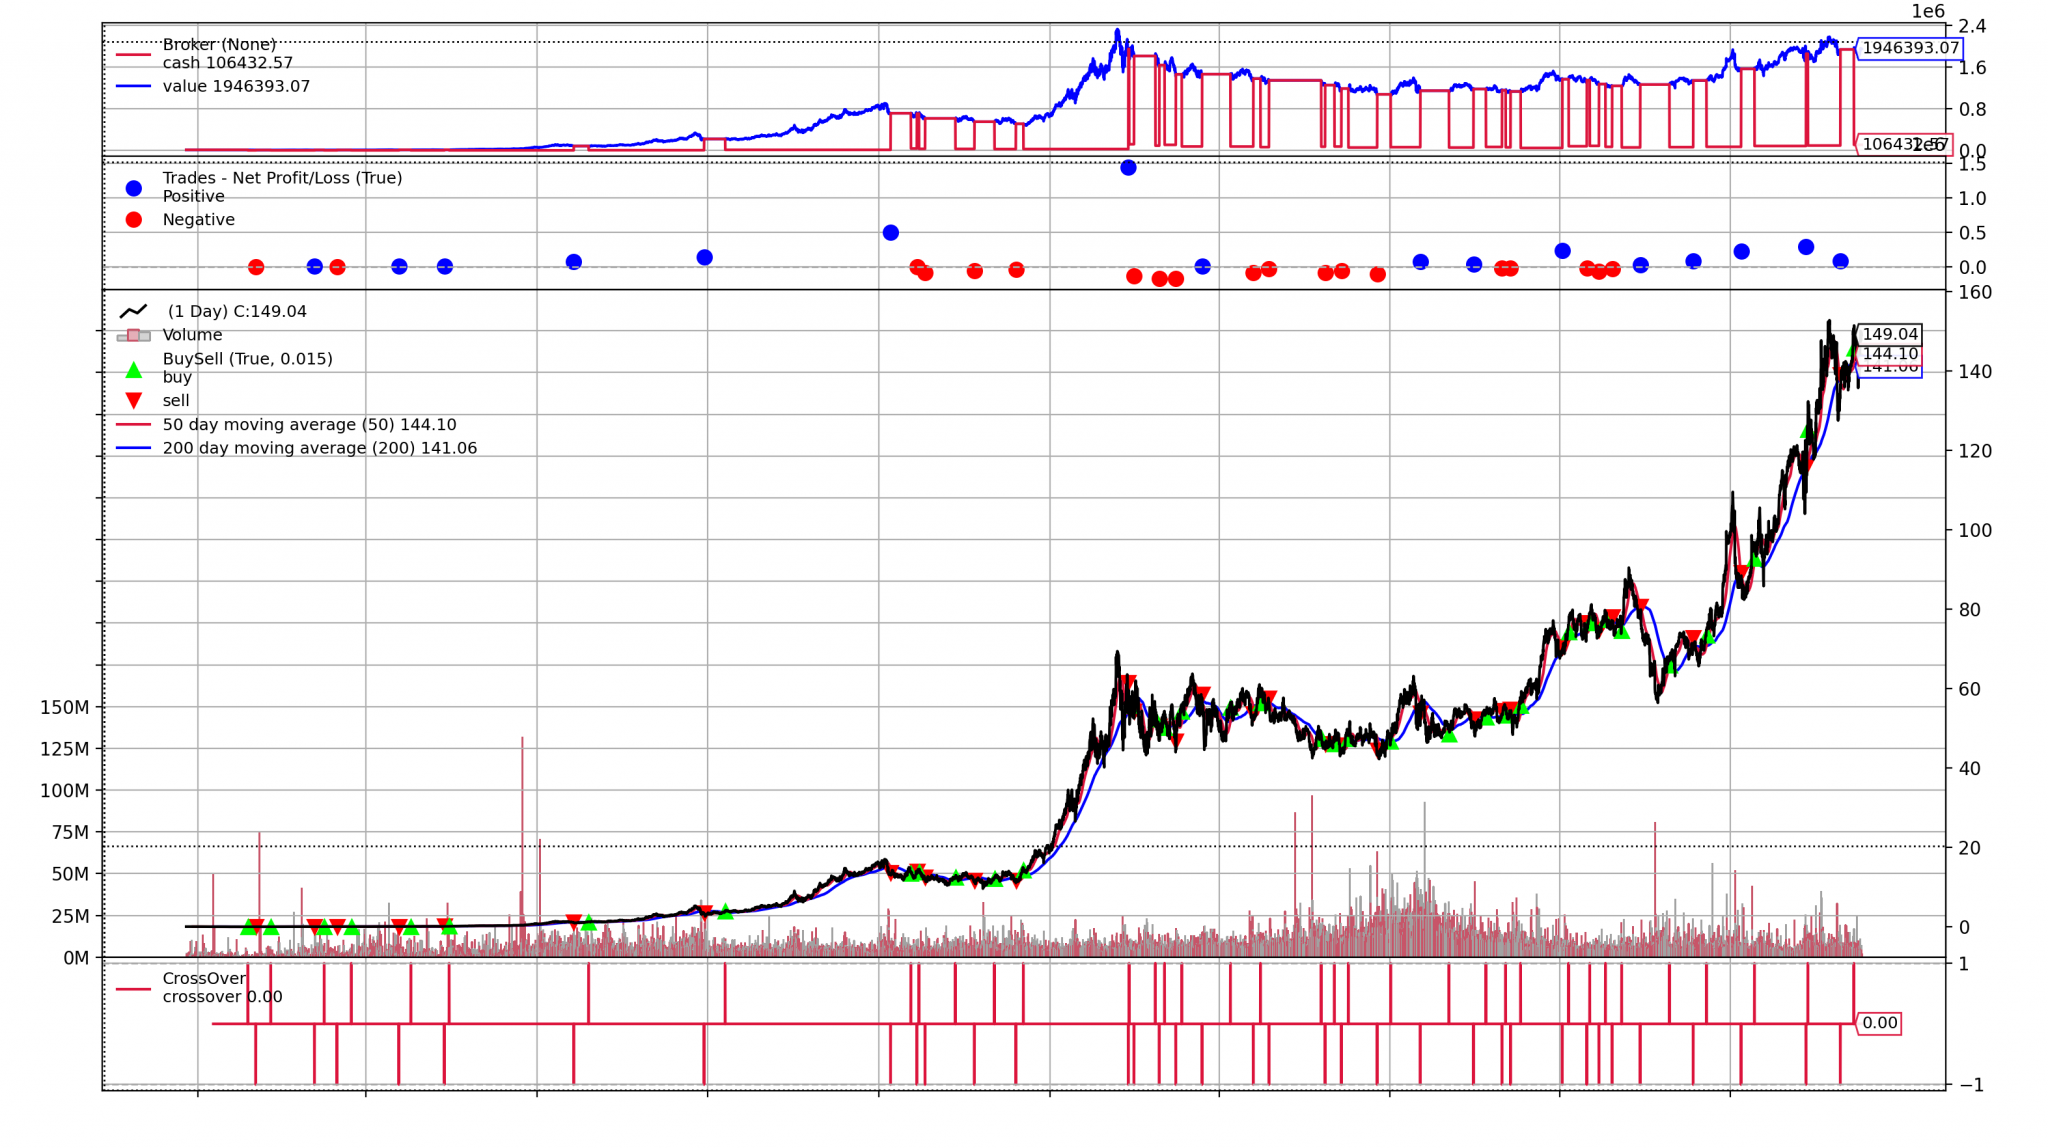 1e6
Broker (None)
cash 106432.57
value 1946393.07
2.4
1946393.07
1.6
0.8
0.0
106432.57
1e6
Trades - Net Profit/Loss (True)
Positive
Negative
1.5
1.0
0.5
0.0
(1 Day) C:149.04
Volume
BuySell (True, 0.015)
buy
sell
50 day moving average (50) 144.10
200 day moving average (200) 141.06
160
149.04
144.10
141.06
140
120
100
80
60
40
20
0
150M
125M
100M
75M
50M
25M
0M
CrossOver
crossover 0.00
1
0.00
−1